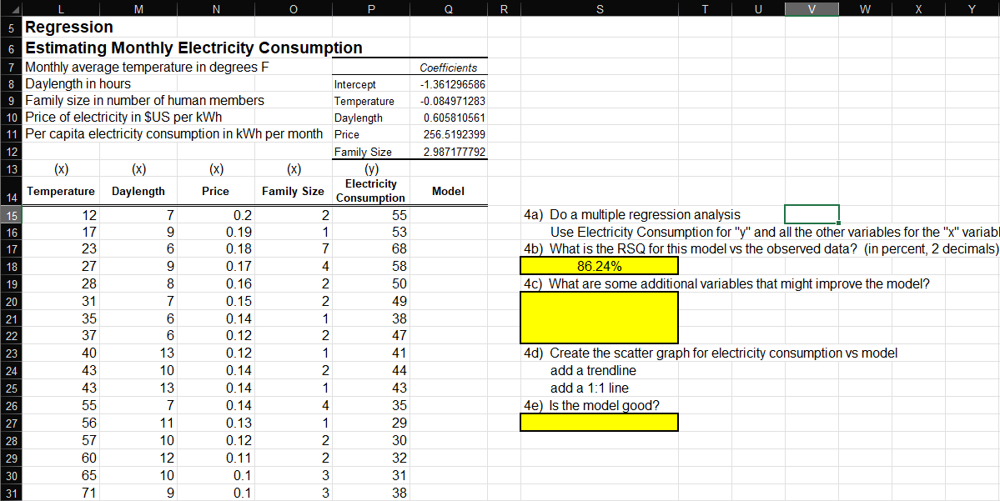 L M N O P Q R S T U V W X Y
5 Regression
6 Estimating Monthly Electricity Consumption
7 Monthly average temperature in degrees F Coefficients
8 Daylength in hours Intercept -1.361296586
9 Family size in number of human members Temperature -0.084971283
10 Price of electricity in $US per kWh Daylength 0.605810561
11 Per capita electricity consumption in kWh per month Price 256.5192399
12 Family Size 2.987177792
13 (x) (x) (x) (x) (y)
14 Temperature Daylength Price Family Size Electricity Consumption Model
15 12 7 0.2 2 55 4a) Do a multiple regression analysis
16 17 9 0.19 1 53 Use Electricity Consumption for "y" and all the other variables for the "x" variabl
17 23 6 0.18 7 68 4b) What is the RSQ for this model vs the observed data? (in percent, 2 decimals)
18 27 9 0.17 4 58 86.24%
19 28 8 0.16 2 50 4c) What are some additional variables that might improve the model?
20 31 7 0.15 2 49
21 35 6 0.14 1 38
22 37 6 0.12 2 47
23 40 13 0.12 1 41 4d) Create the scatter graph for electricity consumption vs model
24 43 10 0.14 2 44 add a trendline
25 43 13 0.14 1 43 add a 1:1 line
26 55 7 0.14 4 35 4e) Is the model good?
27 56 11 0.13 1 29
28 57 10 0.12 2 30
29 60 12 0.11 2 32
30 65 10 0.1 3 31
31 71 9 0.1 3 38